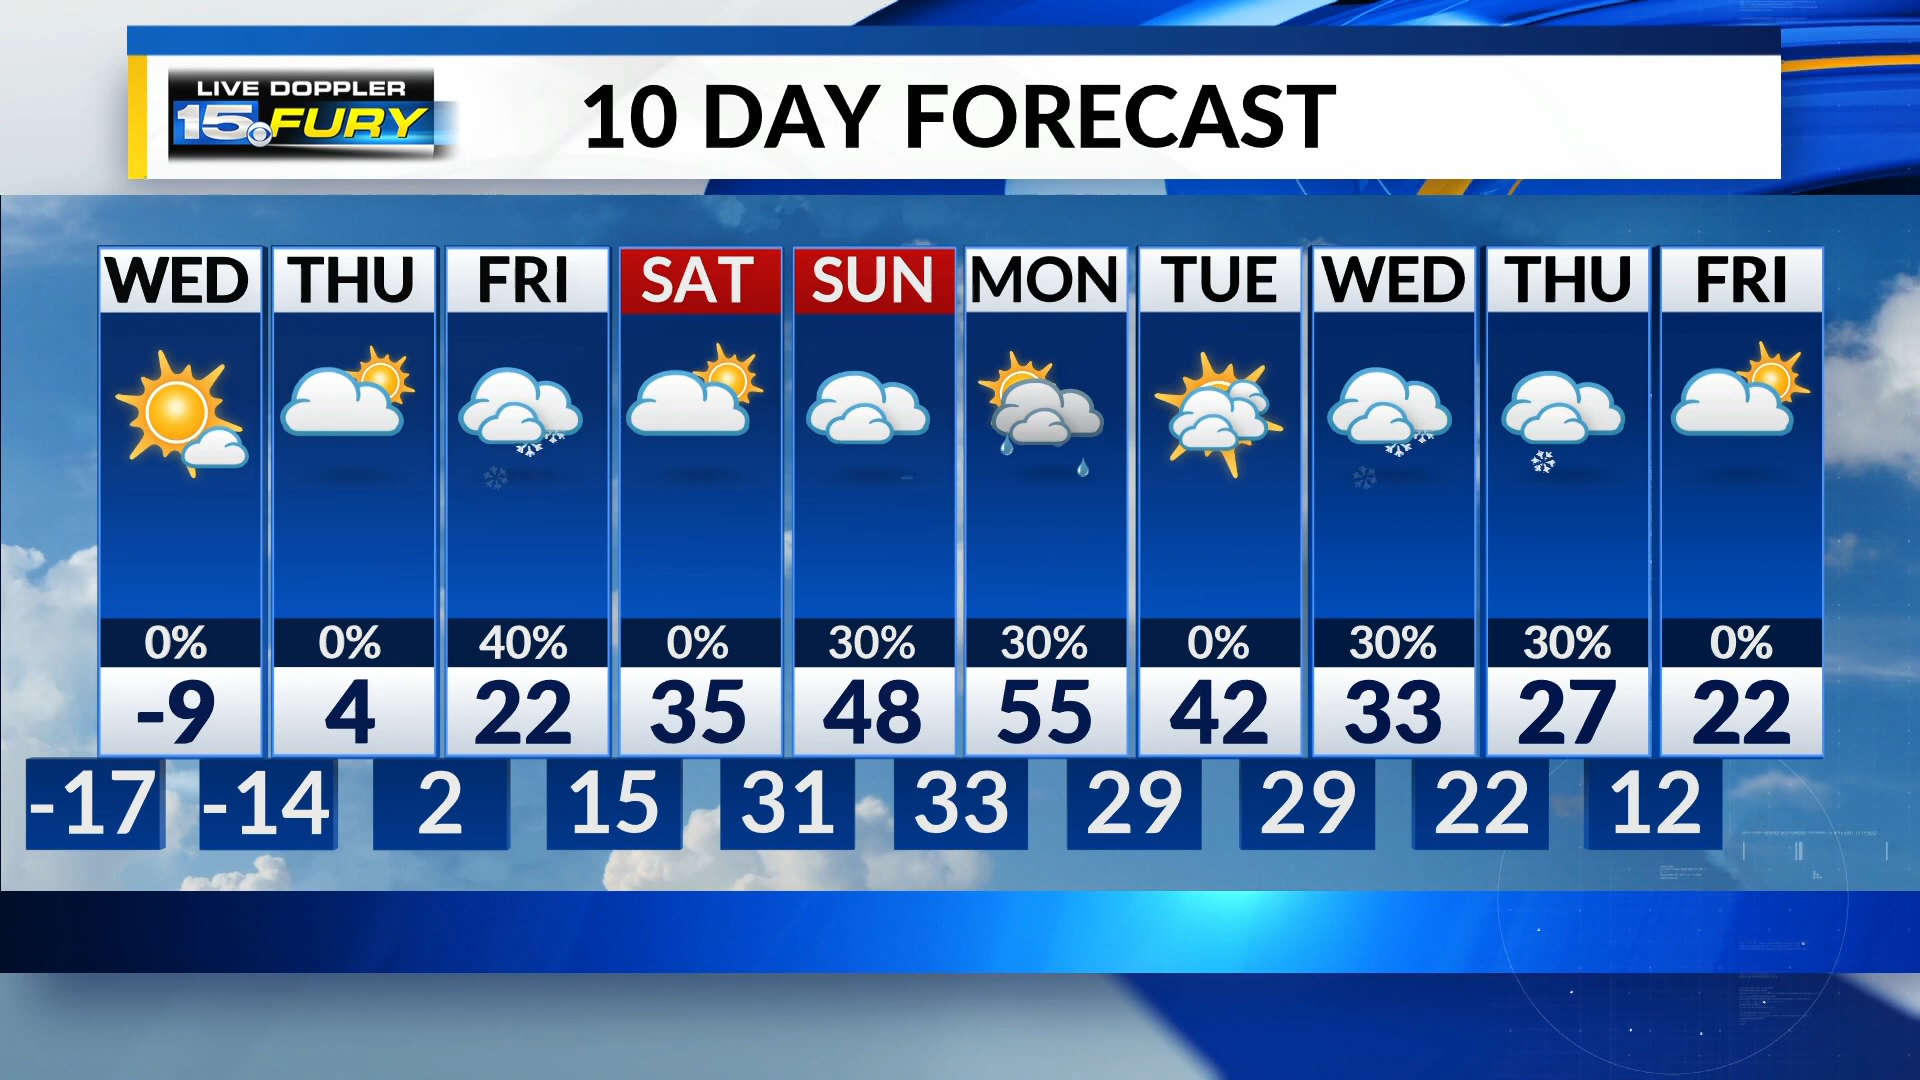 LIVE DOPPLER
15 FURY
10 DAY FORECAST
WED THU FRI SAT SUN MON TUE WED THU FRI
0% 0% 40% 0% 30% 30% 0% 30% 30% 0%
-9 4 22 35 48 55 42 33 27 22
-17 -14 2 15 31 33 29 29 22 12